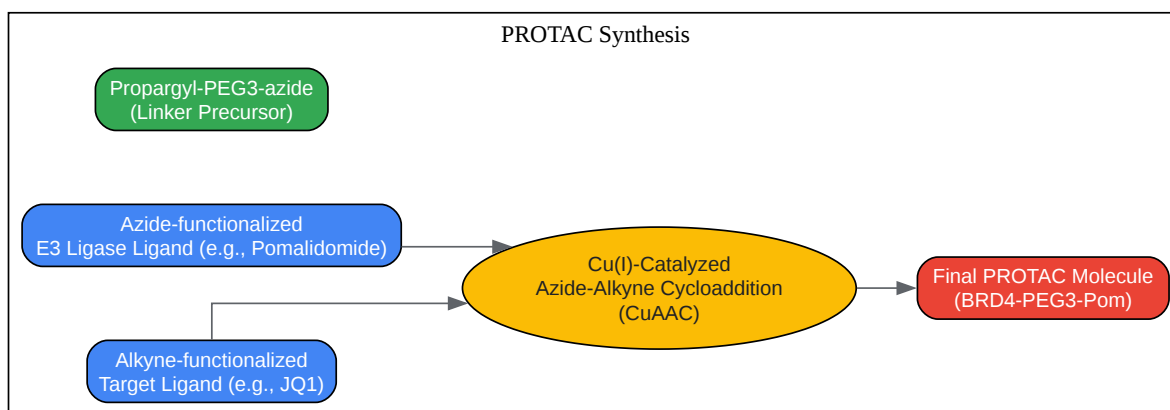 PROTAC Synthesis
Propargyl-PEG3-azide
(Linker Precursor)
Azide-functionalized
E3 Ligase Ligand (e.g., Pomalidomide)
Cu(I)-Catalyzed
Azide-Alkyne Cycloaddition
(CuAAC)
Final PROTAC Molecule
(BRD4-PEG3-Pom)
Alkyne-functionalized
Target Ligand (e.g., JQ1)